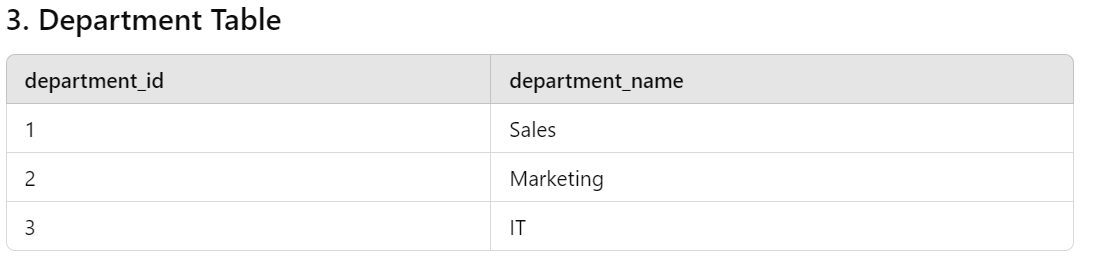 3. Department Table
department_id department_name
1 Sales
2 Marketing
3 IT